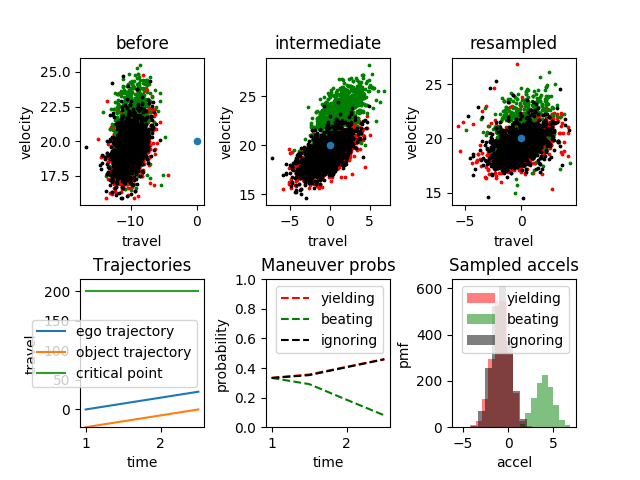 before
intermediate
resampled
25.0
22.5
20.0
17.5
velocity
−10
0
travel
25
20
15
velocity
−5
0
5
travel
25
20
15
velocity
−5
0
travel
Trajectories
Maneuver probs
Sampled accels
200
150
100
50
0
travel
ego trajectory
object trajectory
critical point
1
2
time
1.0
0.8
0.6
0.4
0.2
0.0
probability
yielding
beating
ignoring
1
2
time
600
400
200
0
pmf
yielding
beating
ignoring
−5
0
5
accel